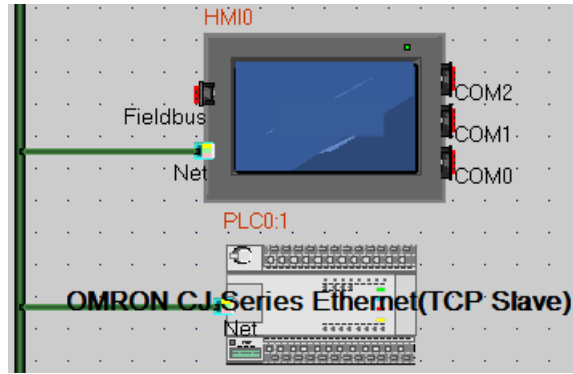 HMI0
COM2
Fieldbus
COM1
Net
COM0
PLC0:1
OMRON CJ-Series Ethernet(TCP Slave)
Net